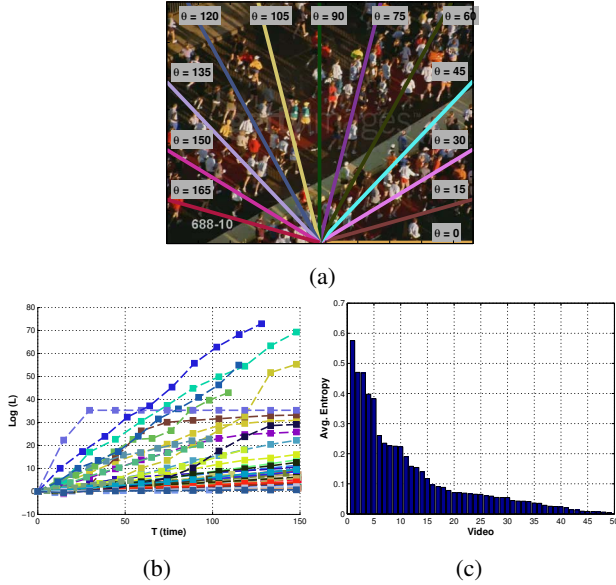 θ = 120 θ = 105 θ = 90 θ = 75 θ = 60
θ = 135 θ = 45
θ = 150 θ = 30
θ = 165 θ = 15
688-10 θ = 0
(a)
80
70
60
50
40
30
20
10
0
−10
Log (L)
0 50 100 150
T (time)
(b)
0.7
0.6
0.5
0.4
0.3
0.2
0.1
0
Avg. Entropy
0 5 10 15 20 25 30 35 40 45 50
Video
(c)